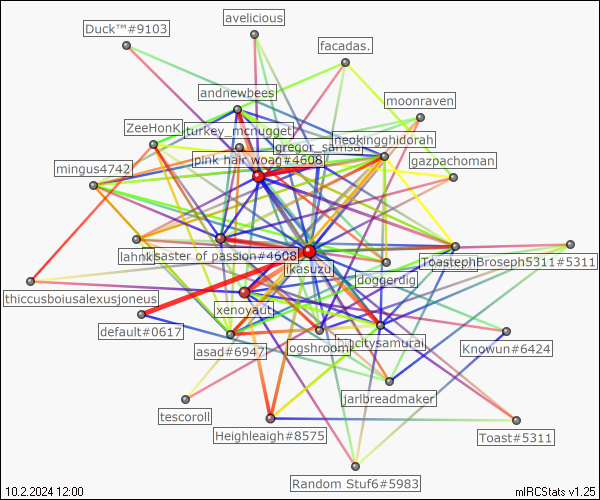 Duck™#9103
avelicious
facadas.
andnewbees
moonraven
ZeeHonK
turkey_mcnugget
gregor_samsa
neokingghidorah
pink hair woag#4608
gazpachoman
mingus4742
lahnk
saster of passion#4608
ikasuzu
ToastephBroseph5311#5311
doggerdig
thiccusboiusalexusjoneus
xenoyaut
default#0617
asad#6947
ogshroom
bigcitysamurai
Knowun#6424
jarlbreadmaker
tescoroll
Heighleigh#8575
Toast#5311
Random Stuf6#5983
10.2.2024 12:00
mIRCStats v1.25